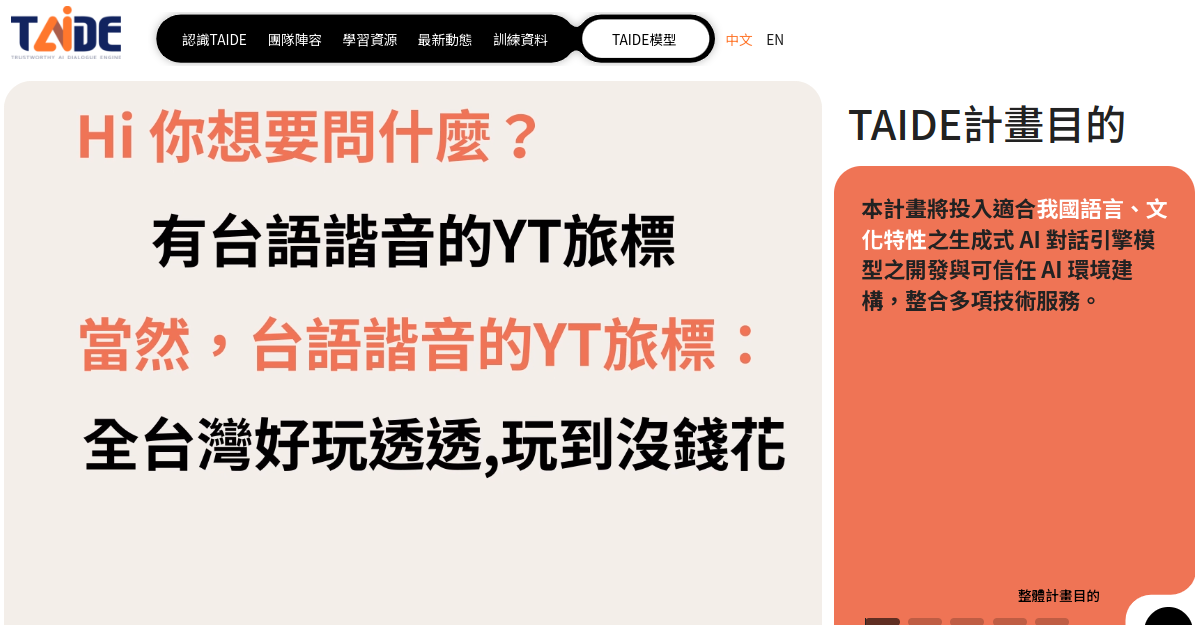 TAIDE
TRUSTWORTHY AI DIALOGUE ENGINE
認識TAIDE 團隊陣容 學習資源 最新動態 訓練資料 TAIDE模型 中文 EN
Hi 你想要問什麼？
有台語諧音的YT旅標
當然，台語諧音的YT旅標：
全台灣好玩透透,玩到沒錢花
TAIDE計畫目的
本計畫將投入適合我國語言、文
化特性之生成式 AI 對話引擎模
型之開發與可信任 AI 環境建
構，整合多項技術服務。
整體計畫目的